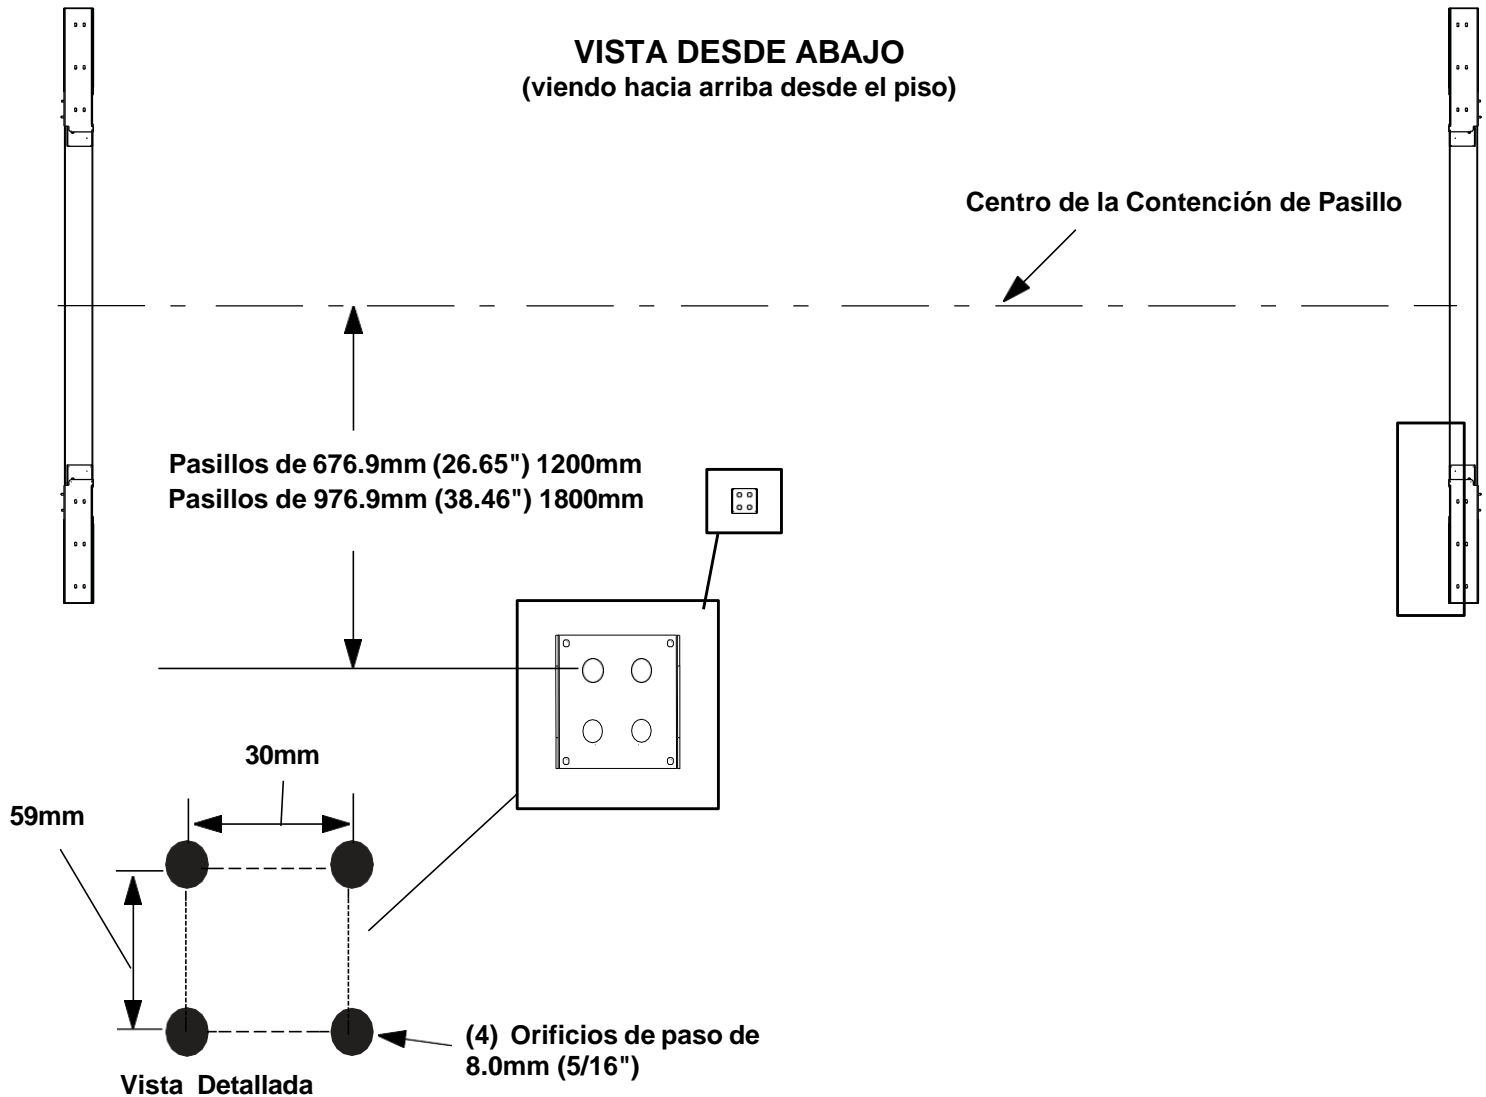 VISTA DESDE ABAJO
(viendo hacia arriba desde el piso)
Centro de la Contención de Pasillo
Pasillos de 676.9mm (26.65") 1200mm
Pasillos de 976.9mm (38.46") 1800mm
30mm
59mm
(4) Orificios de paso de
8.0mm (5/16")
Vista Detallada